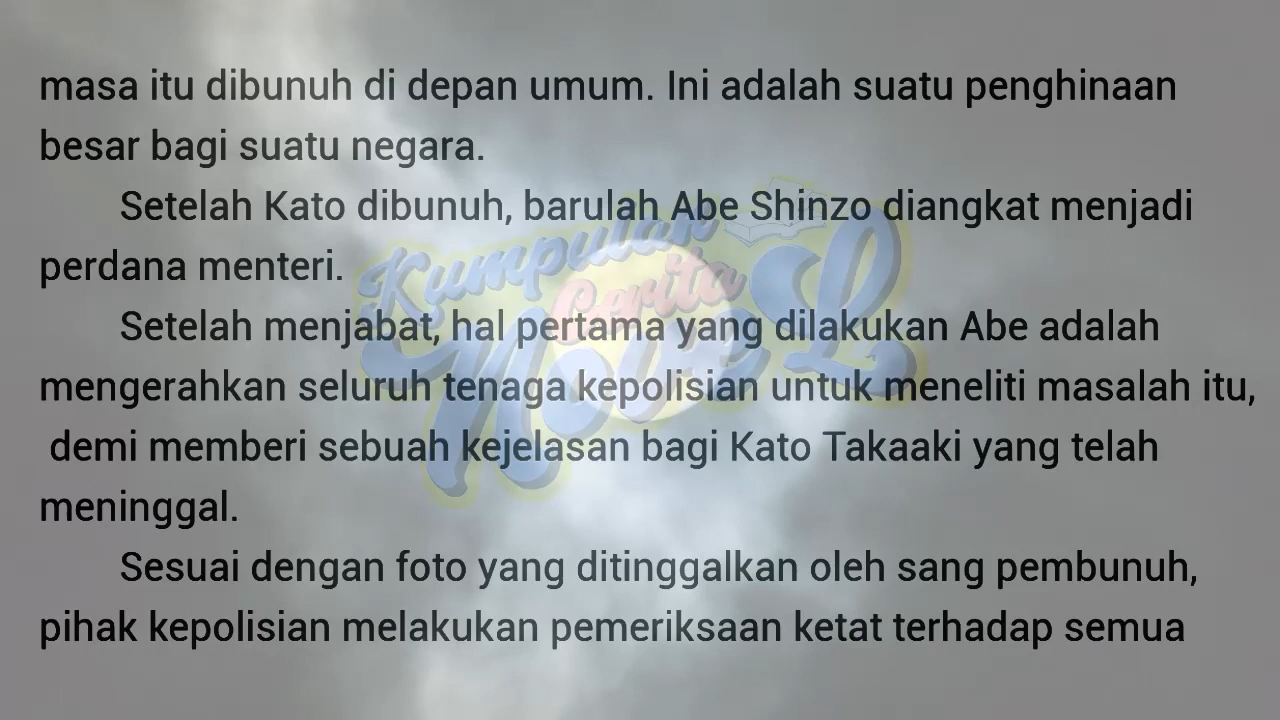 masa itu dibunuh di depan umum. Ini adalah suatu penghinaan
besar bagi suatu negara.
Setelah Kato dibunuh, barulah Abe Shinzo diangkat menjadi
perdana menteri.
Setelah menjabat, hal pertama yang dilakukan Abe adalah
mengerahkan seluruh tenaga kepolisian untuk meneliti masalah itu,
demi memberi sebuah kejelasan bagi Kato Takaaki yang telah
meninggal.
Sesuai dengan foto yang ditinggalkan oleh sang pembunuh,
pihak kepolisian melakukan pemeriksaan ketat terhadap semua
Kumpulan
Cerita
NoveL